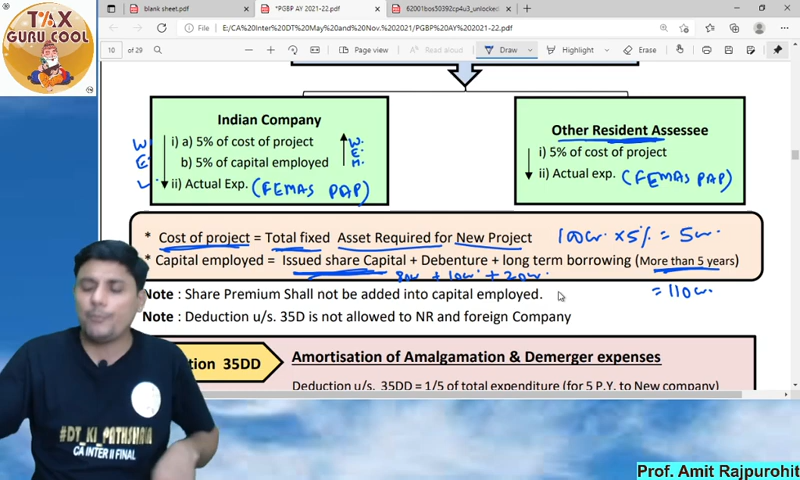 TAX
GURU COOL
blank sheet.pdf
*PGBP AY 2021-22.pdf
62001bos50392cp4u3_unlocked
E:/CA%20Inter%20DT%20May%20and%20Nov.%202021/PGBP%20AY%202021-22.pdf
10 of 29
Page view
Read aloud
Draw
Highlight
Erase
Indian Company
i) a) 5% of cost of project
b) 5% of capital employed
ii) Actual Exp. (FEMAS PAP)
W.
E.
L.
W.
E.
H.
Other Resident Assessee
i) 5% of cost of project
ii) Actual exp. (FEMAS PAP)
* Cost of project = Total fixed Asset Required for New Project 100cr. x 5% = 5cr.
* Capital employed = Issued share Capital + Debenture + long term borrowing (More than 5 years)
80cr + 10cr + 20cr.
= 110cr.
Note : Share Premium Shall not be added into capital employed.
Note : Deduction u/s. 35D is not allowed to NR and foreign Company
tion 35DD
Amortisation of Amalgamation & Demerger expenses
Deduction u/s. 35DD = 1/5 of total expenditure (for 5 P.Y. to New company)
#DT_KI_PATHSHALA
CA INTER II FINAL
Prof. Amit Rajpurohit